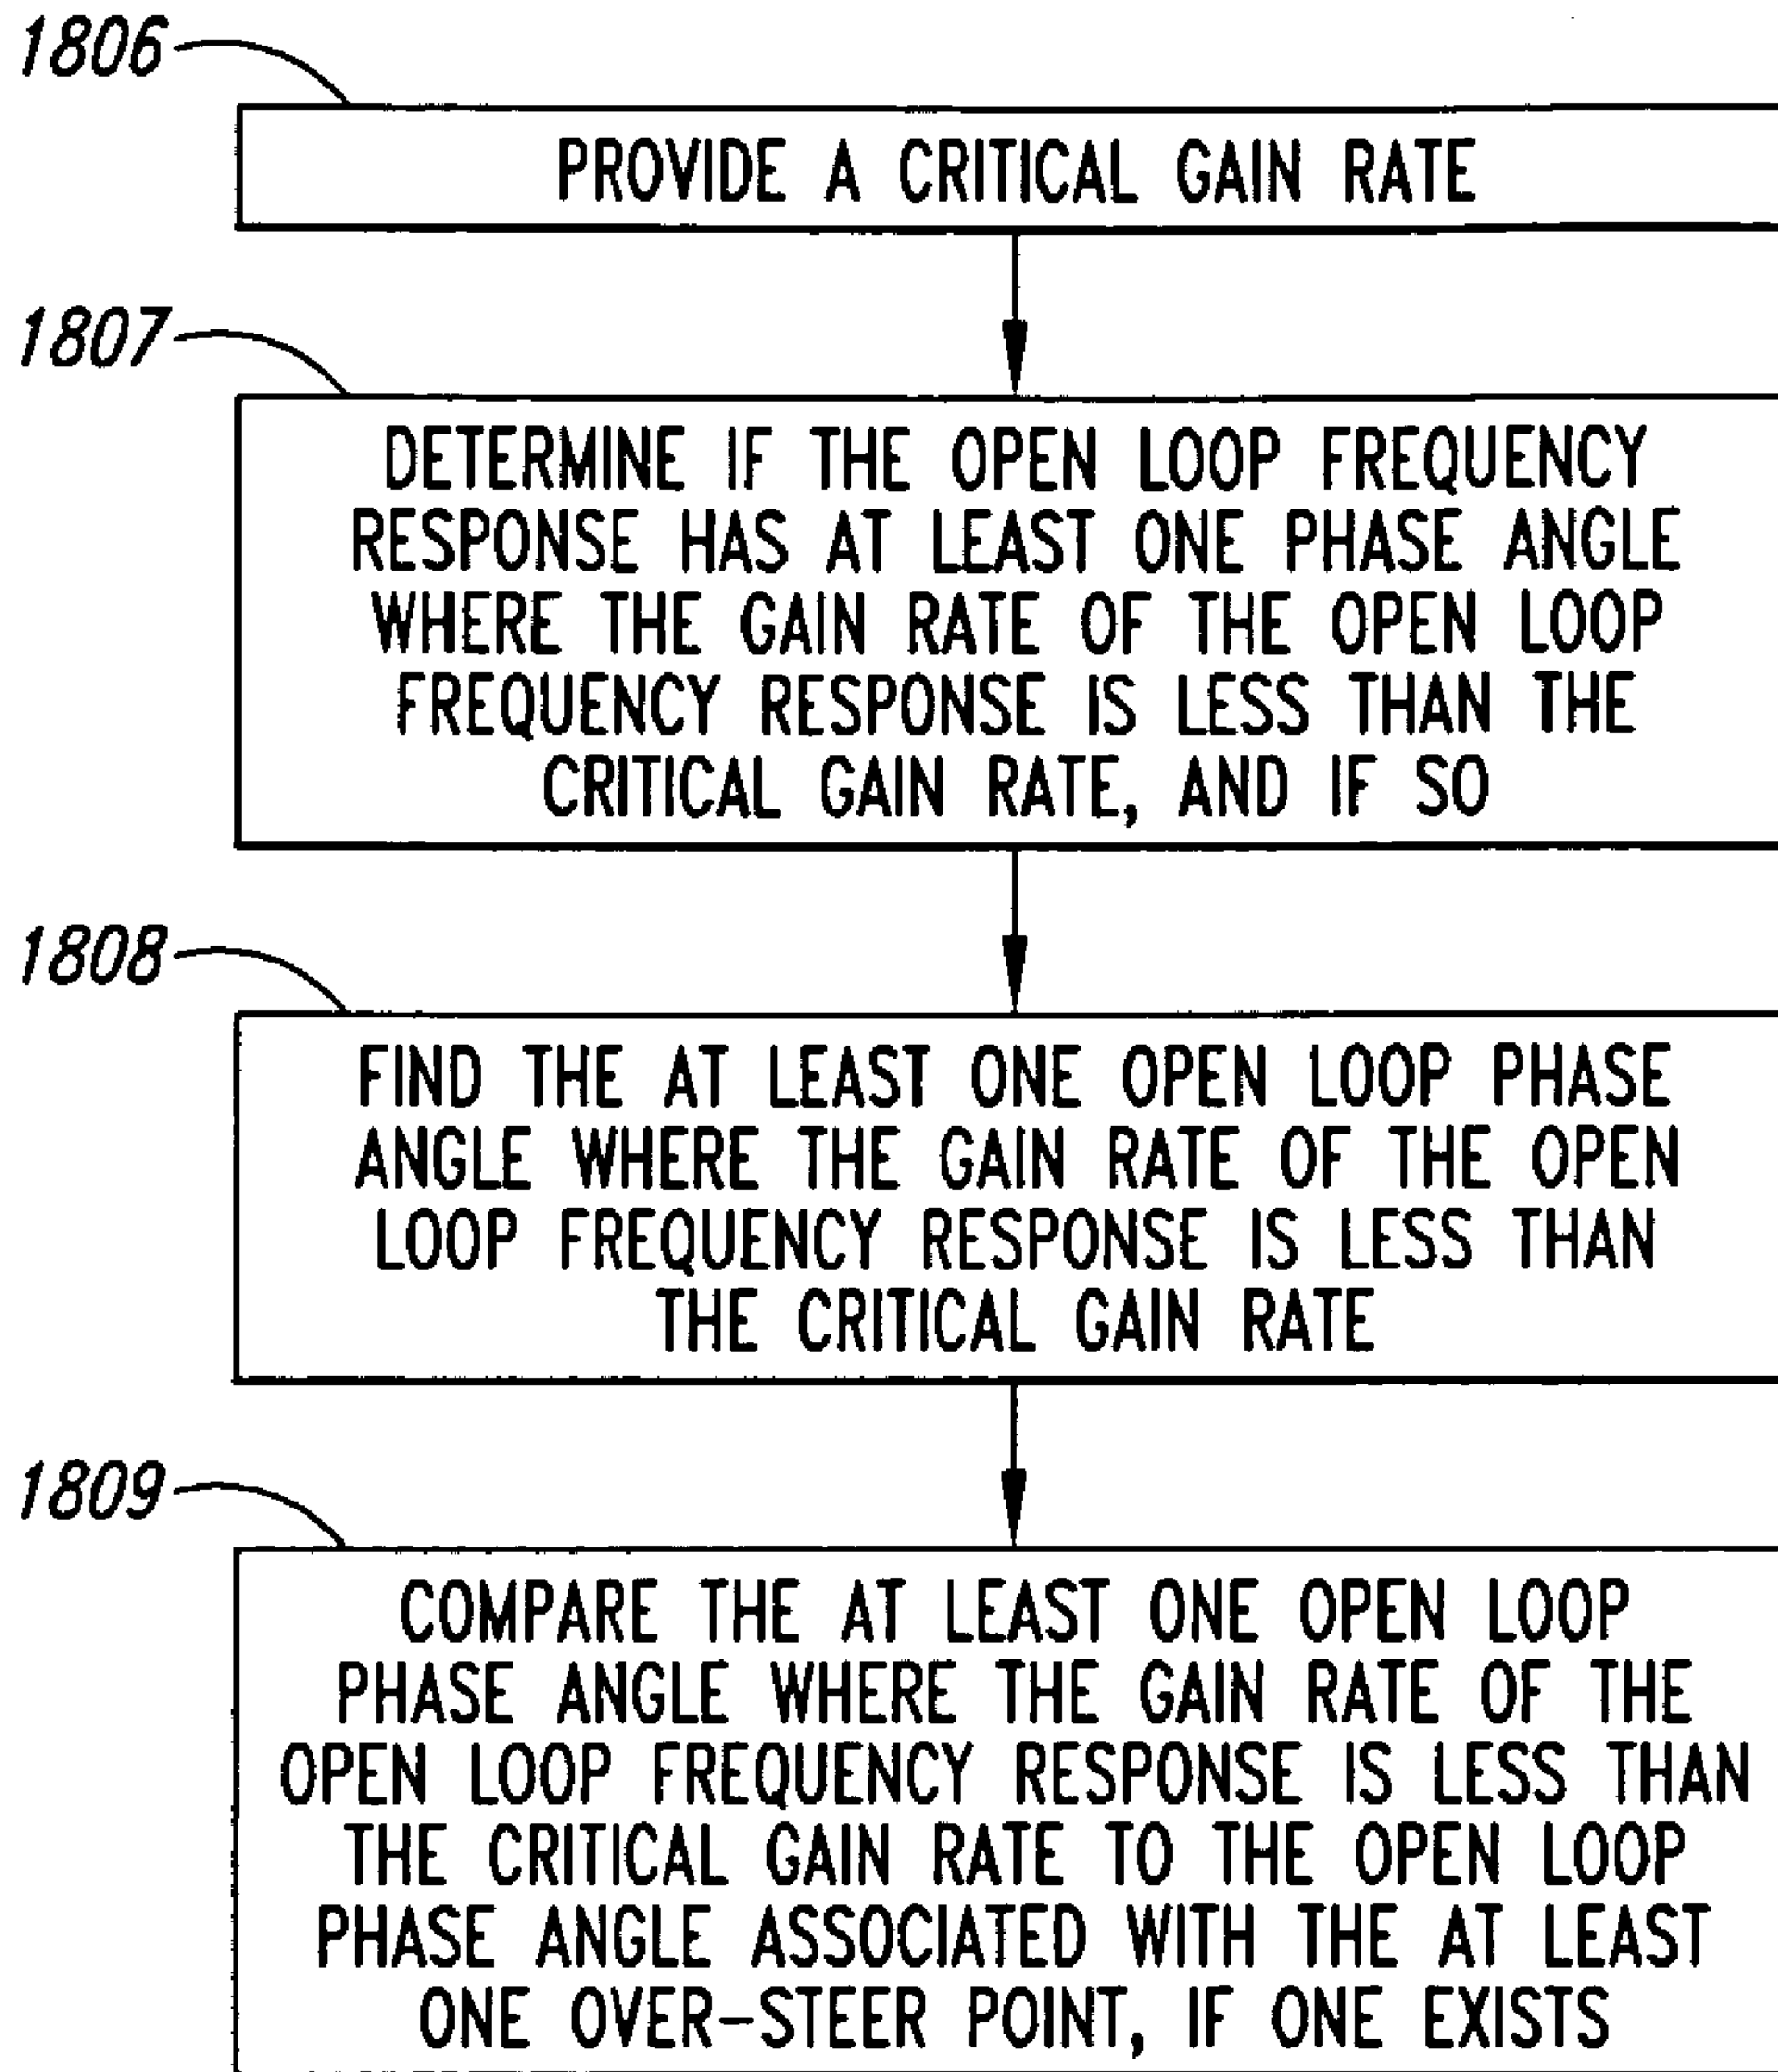 1806
PROVIDE A CRITICAL GAIN RATE
1807
DETERMINE IF THE OPEN LOOP FREQUENCY
RESPONSE HAS AT LEAST ONE PHASE ANGLE
WHERE THE GAIN RATE OF THE OPEN LOOP
FREQUENCY RESPONSE IS LESS THAN THE
CRITICAL GAIN RATE, AND IF SO
1808
FIND THE AT LEAST ONE OPEN LOOP PHASE
ANGLE WHERE THE GAIN RATE OF THE OPEN
LOOP FREQUENCY RESPONSE IS LESS THAN
THE CRITICAL GAIN RATE
1809
COMPARE THE AT LEAST ONE OPEN LOOP
PHASE ANGLE WHERE THE GAIN RATE OF THE
OPEN LOOP FREQUENCY RESPONSE IS LESS THAN
THE CRITICAL GAIN RATE TO THE OPEN LOOP
PHASE ANGLE ASSOCIATED WITH THE AT LEAST
ONE OVER-STEER POINT, IF ONE EXISTS